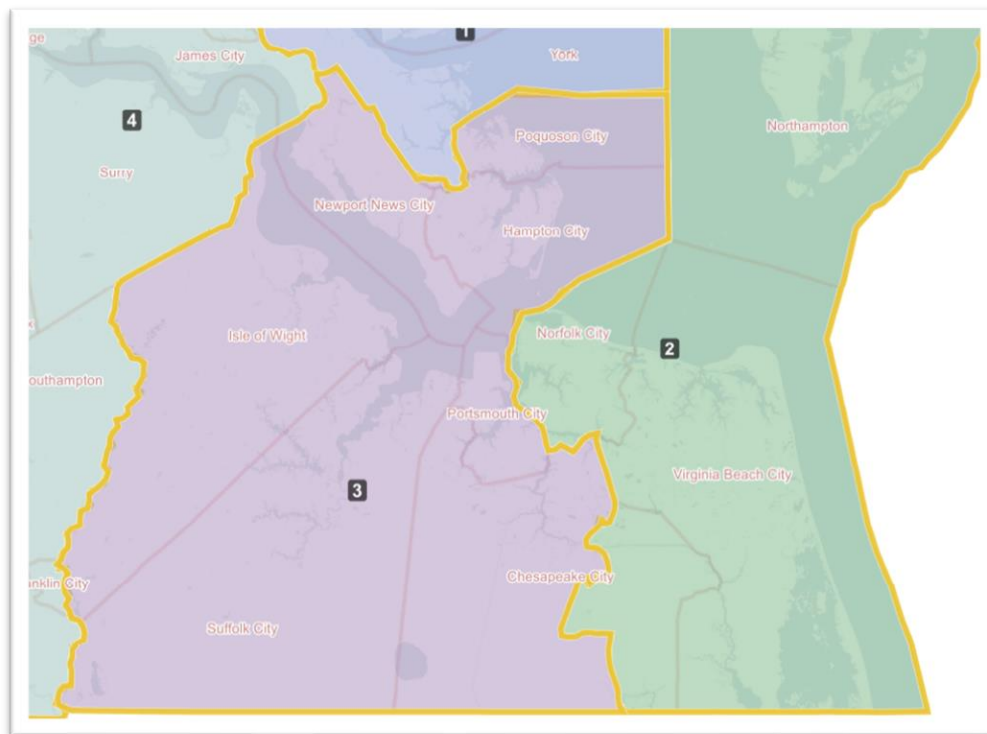 1
York
James City
4
Northampton
Poquoson City
Surry
Newport News City
Hampton City
Isle of Wight
Norfolk City
2
outhampton
Portsmouth City
Virginia Beach City
3
Chesapeake City
anklin City
Suffolk City